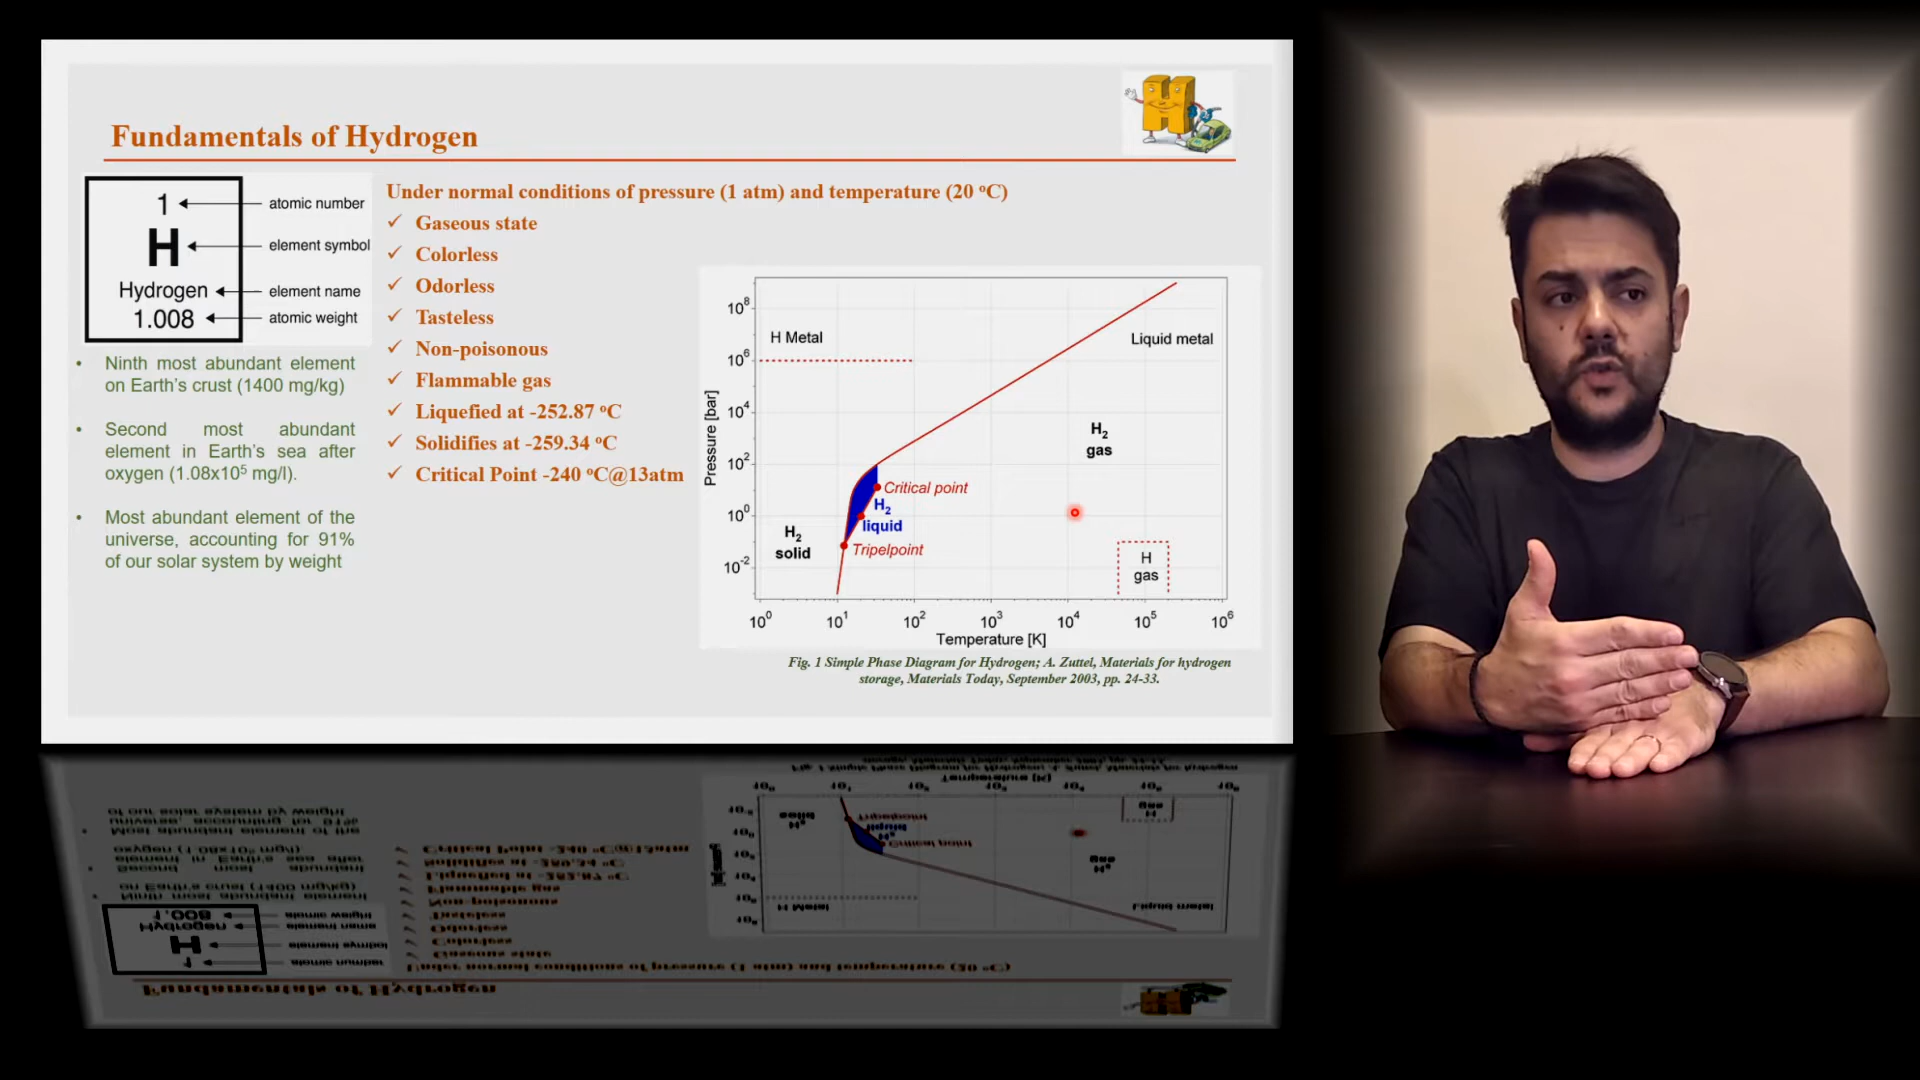 Fundamentals of Hydrogen
1
atomic number
H
element symbol
Hydrogen
element name
1.008
atomic weight
• Ninth most abundant element
on Earth's crust (1400 mg/kg)
• Second most abundant
element in Earth's sea after
oxygen (1.08x10⁵ mg/l).
• Most abundant element of the
universe, accounting for 91%
of our solar system by weight
Under normal conditions of pressure (1 atm) and temperature (20 ᵒC)
✓ Gaseous state
✓ Colorless
✓ Odorless
✓ Tasteless
✓ Non-poisonous
✓ Flammable gas
✓ Liquefied at -252.87 ᵒC
✓ Solidifies at -259.34 ᵒC
✓ Critical Point -240 ᵒC@13atm
Pressure [bar]
10⁸
10⁶
10⁴
10²
10⁰
10⁻²
H Metal
Liquid metal
H₂
gas
Critical point
H₂
liquid
H₂
solid
Tripelpoint
H
gas
10⁰ 10¹ 10² 10³ 10⁴ 10⁵ 10⁶
Temperature [K]
Fig. 1 Simple Phase Diagram for Hydrogen; A. Zuttel, Materials for hydrogen
storage, Materials Today, September 2003, pp. 24-33.